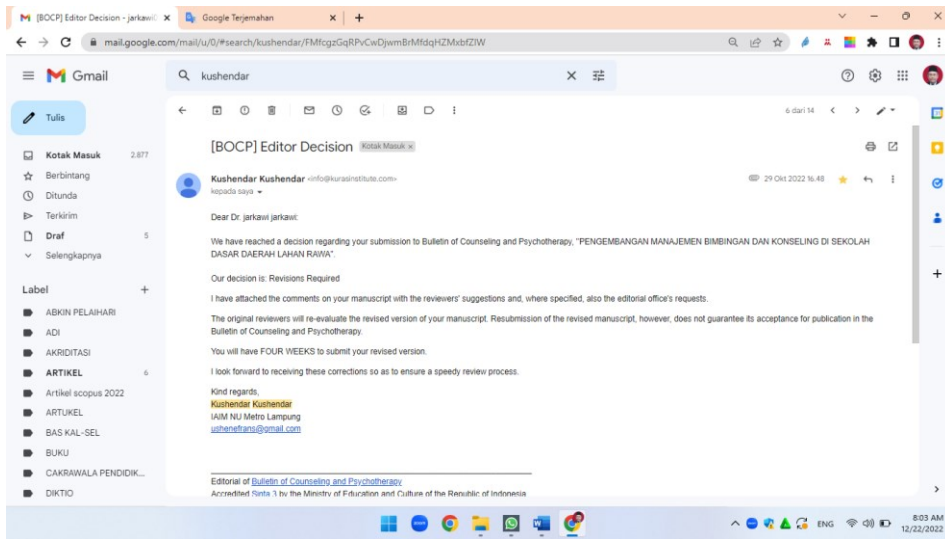 [BOCP] Editor Decision - jarkawi
Google Terjemahan
mail.google.com/mail/u/0/#search/kushendar/FMfcgzGqRPvCwDjwmBrMfdqHZMxbfZlW
Gmail
kushendar
Tulis
6 dari 14
Kotak Masuk 2.877
Berbintang
Ditunda
Terkirim
Draf 5
Selengkapnya
Label
ABKIN PELAIHARI
ADI
AKRIDITASI
ARTIKEL 6
Artikel scopus 2022
ARTUKEL
BAS KAL-SEL
BUKU
CAKRAWALA PENDIDIK...
DIKTIO
[BOCP] Editor Decision Kotak Masuk x
Kushendar Kushendar <info@kurasinstitute.com>
29 Okt 2022 16.48
kepada saya
Dear Dr. jarkawi jarkawi:
We have reached a decision regarding your submission to Bulletin of Counseling and Psychotherapy, "PENGEMBANGAN MANAJEMEN BIMBINGAN DAN KONSELING DI SEKOLAH
DASAR DAERAH LAHAN RAWA".
Our decision is: Revisions Required
I have attached the comments on your manuscript with the reviewers' suggestions and, where specified, also the editorial office's requests.
The original reviewers will re-evaluate the revised version of your manuscript. Resubmission of the revised manuscript, however, does not guarantee its acceptance for publication in the
Bulletin of Counseling and Psychotherapy.
You will have FOUR WEEKS to submit your revised version.
I look forward to receiving these corrections so as to ensure a speedy review process.
Kind regards,
Kushendar Kushendar
IAIM NU Metro Lampung
ushenefrans@gmail.com
Editorial of Bulletin of Counseling and Psychotherapy
Accredited Sinta 3 by the Ministry of Education and Culture of the Republic of Indonesia
ENG
8:03 AM
12/22/2022